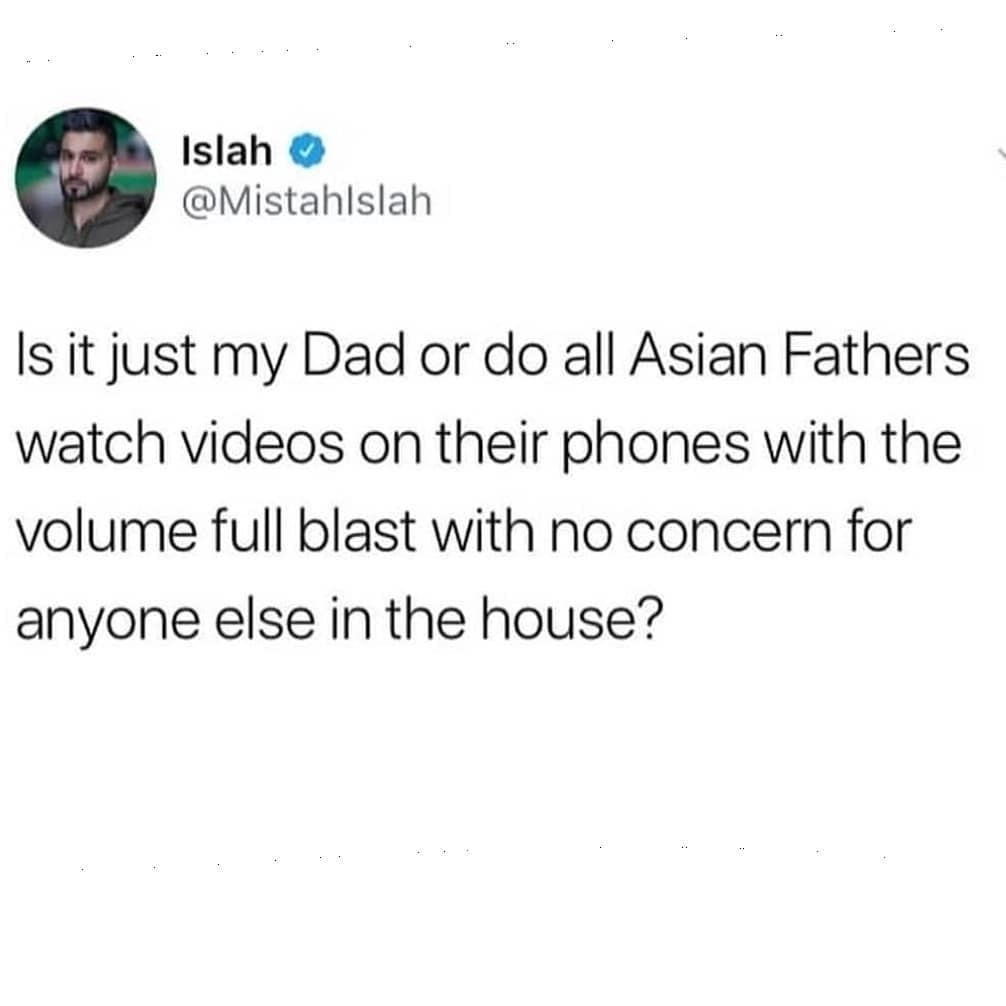 Islah
@MistahIslah
Is it just my Dad or do all Asian Fathers
watch videos on their phones with the
volume full blast with no concern for
anyone else in the house?